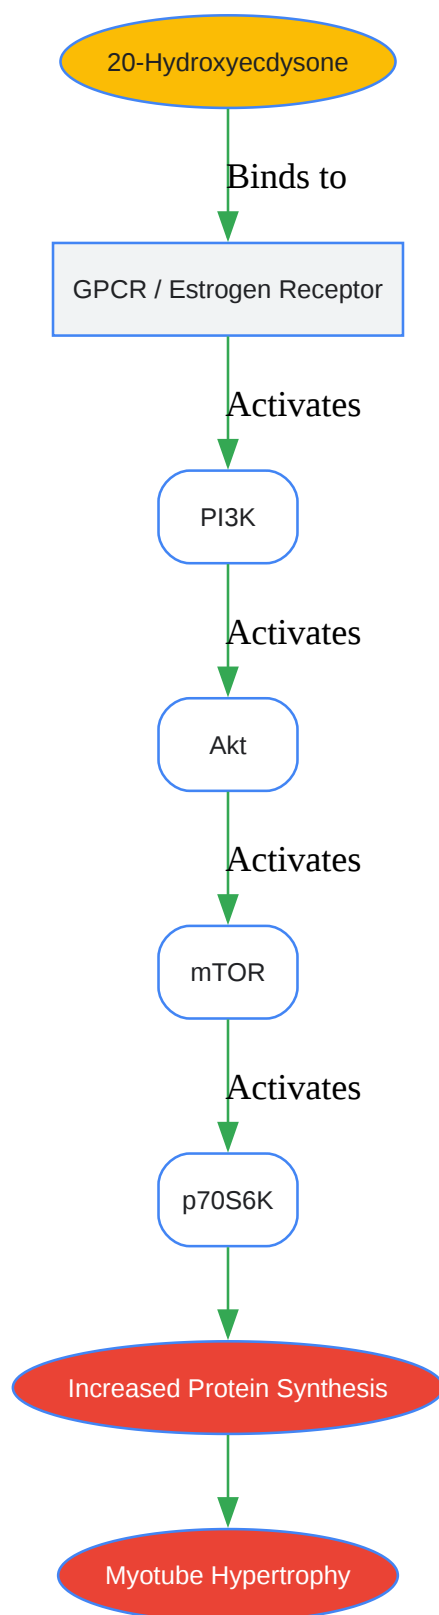 20-Hydroxyecdysone
Binds to
GPCR / Estrogen Receptor
Activates
PI3K
Activates
Akt
Activates
mTOR
Activates
p70S6K
Increased Protein Synthesis
Myotube Hypertrophy